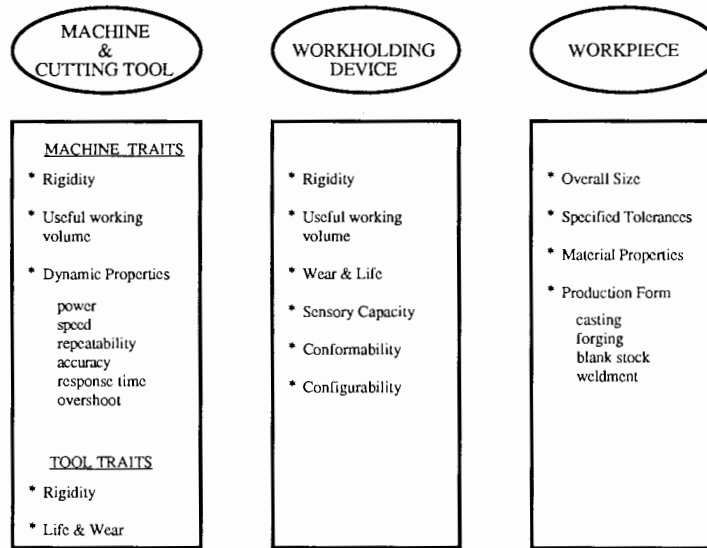 MACHINE
&
CUTTING TOOL
MACHINE TRAITS
* Rigidity
* Useful working
volume
* Dynamic Properties
power
speed
repeatability
accuracy
response time
overshoot
TOOL TRAITS
* Rigidity
* Life & Wear
WORKHOLDING
DEVICE
* Rigidity
* Useful working
volume
* Wear & Life
* Sensory Capacity
* Conformability
* Configurability
WORKPIECE
* Overall Size
* Specified Tolerances
* Material Properties
* Production Form
casting
forging
blank stock
weldment